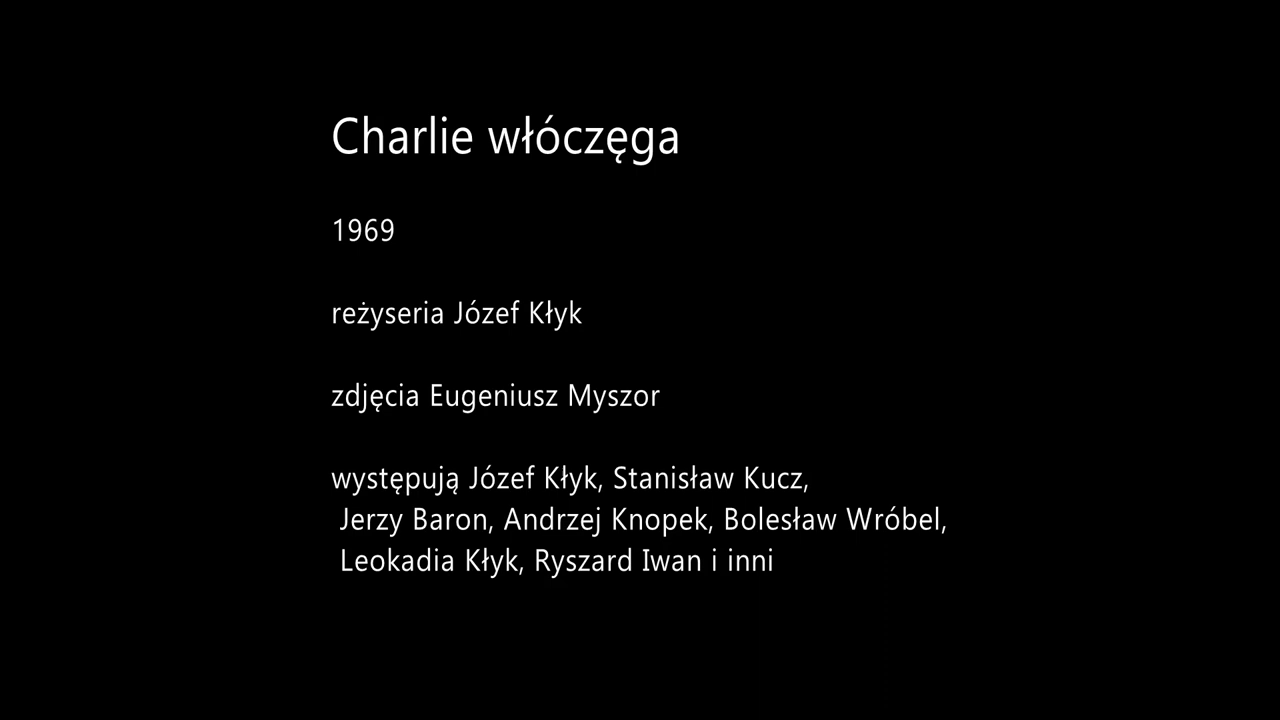 Charlie włóczęga
1969
reżyseria Józef Kłyk
zdjęcia Eugeniusz Myszor
występują Józef Kłyk, Stanisław Kucz,
Jerzy Baron, Andrzej Knopek, Bolesław Wróbel,
Leokadia Kłyk, Ryszard Iwan i inni